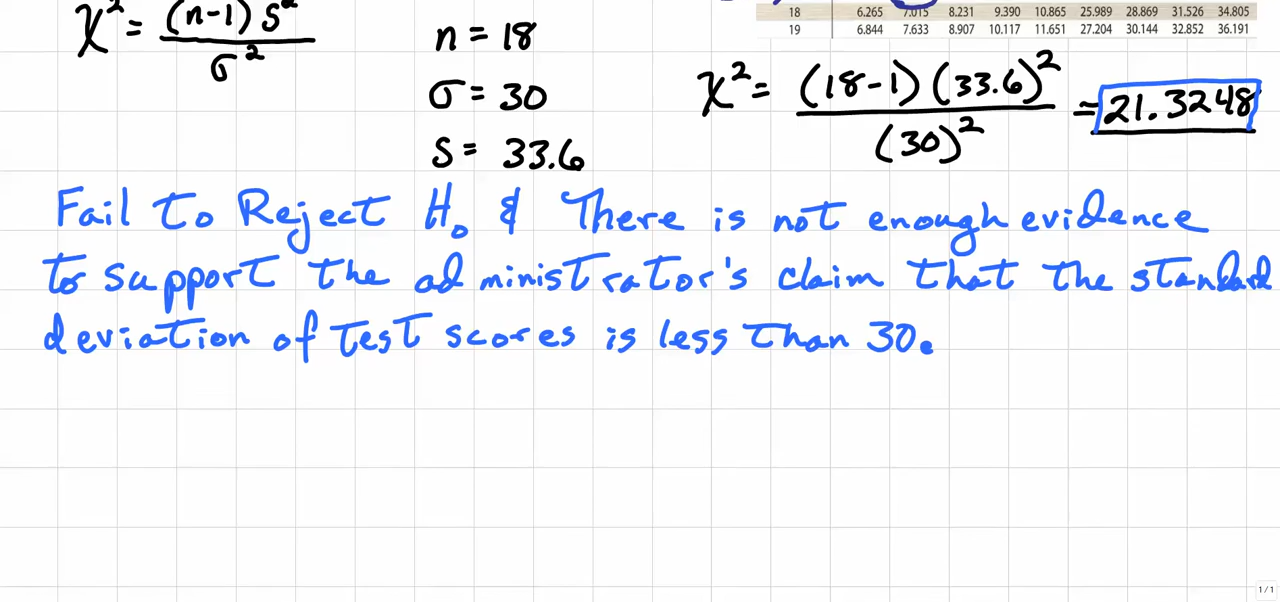 χ² = (n-1) s² / σ²
n = 18
σ = 30
s = 33.6
18 6.265 7.015 8.231 9.390 10.865 25.989 28.869 31.526 34.805
19 6.844 7.633 8.907 10.117 11.651 27.204 30.144 32.852 36.191
χ² = (18-1) (33.6)² / (30)² = 21.3248
Fail to Reject H₀ & There is not enough evidence
to support the administrator's claim that the standard
deviation of test scores is less than 30.
1 / 1